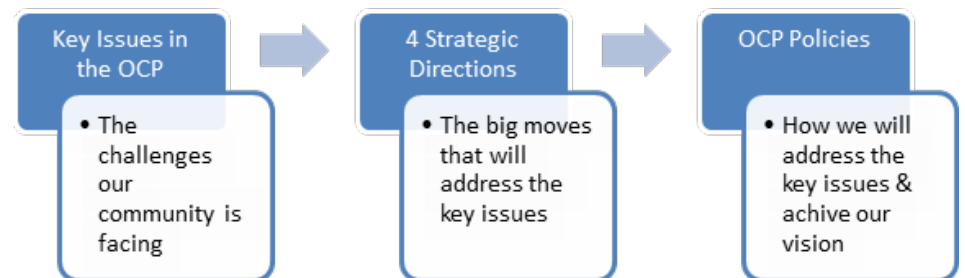 Key Issues in
the OCP
• The
challenges
our
community is
facing
4 Strategic
Directions
• The big moves
that will
address the
key issues
OCP Policies
• How we will
address the
key issues &
achive our
vision